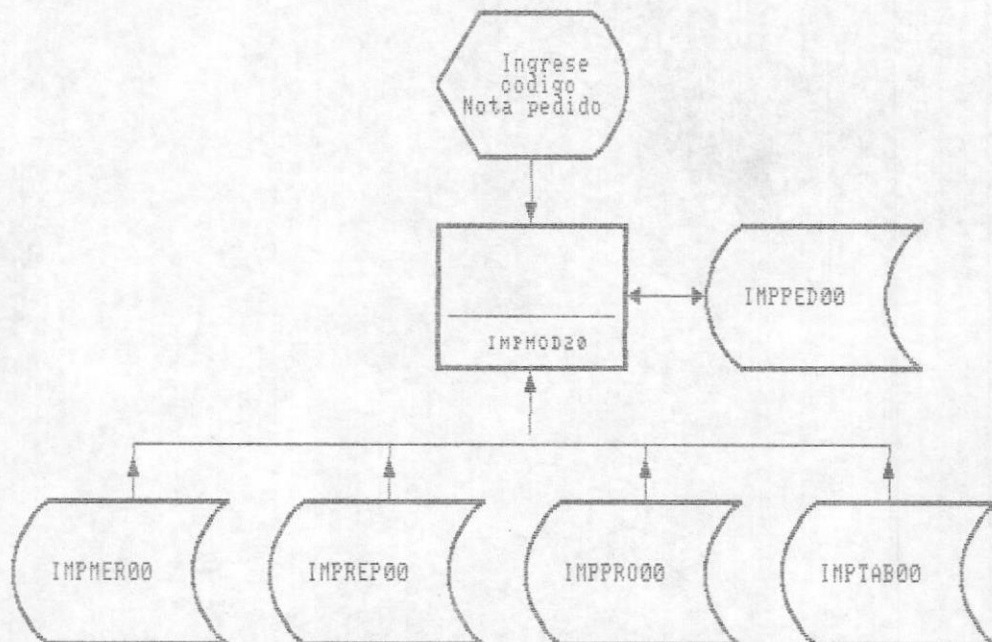 Ingrese
codigo
Nota pedido
IMPMOD20
IMPPED00
IMPMER00
IMPREP00
IMPPRO00
IMPTAB00